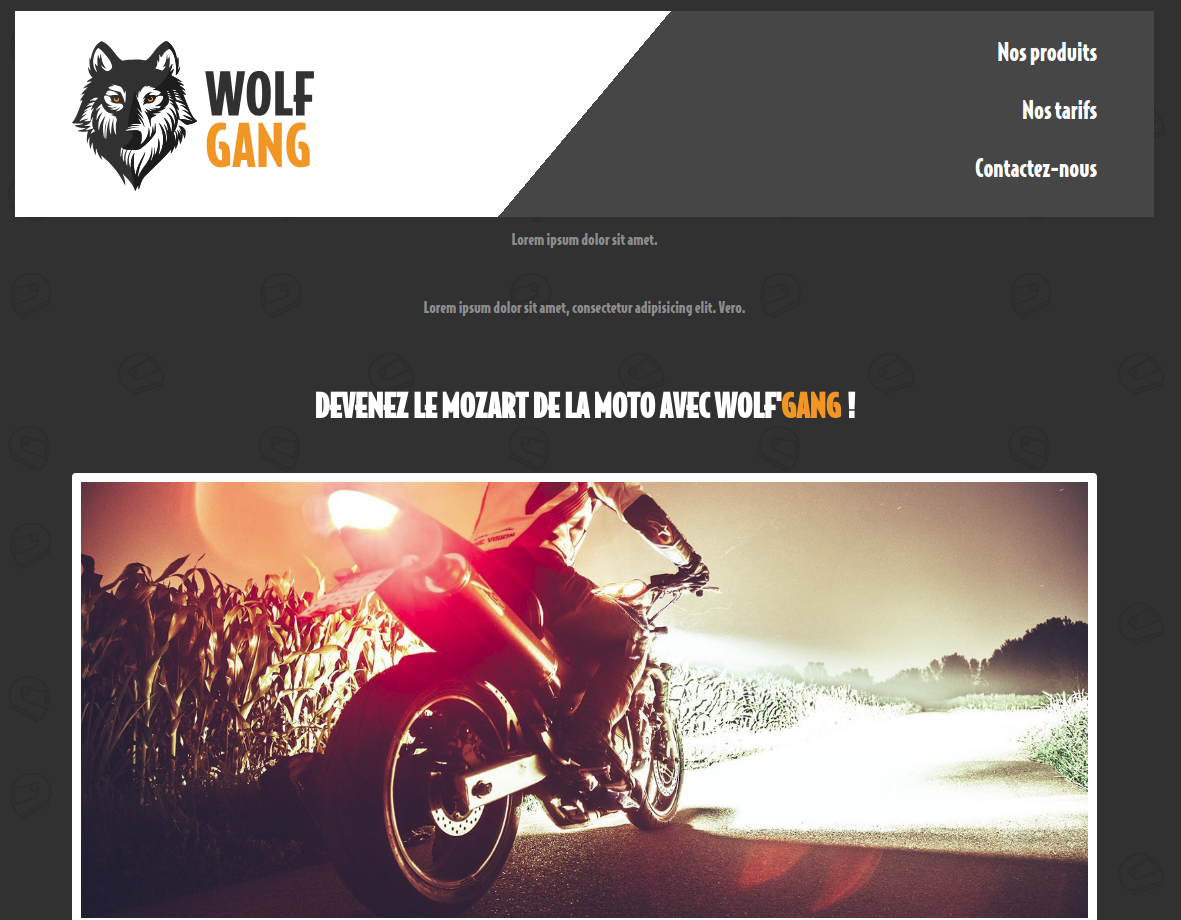 WOLF
GANG
Nos produits
Nos tarifs
Contactez-nous
Lorem ipsum dolor sit amet.
Lorem ipsum dolor sit amet, consectetur adipisicing elit. Vero.
DEVENEZ LE MOZART DE LA MOTO AVEC WOLF'GANG !
VISION